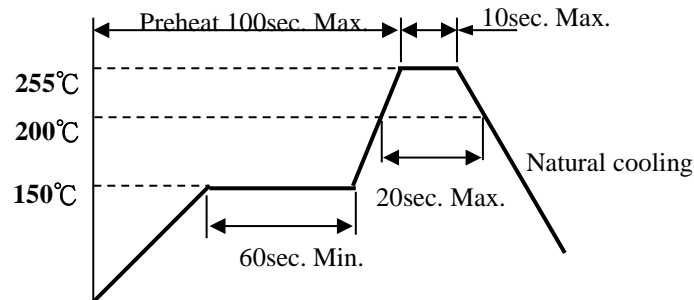 Preheat 100sec. Max.
10sec. Max.
255℃
200℃
Natural cooling
150℃
20sec. Max.
60sec. Min.